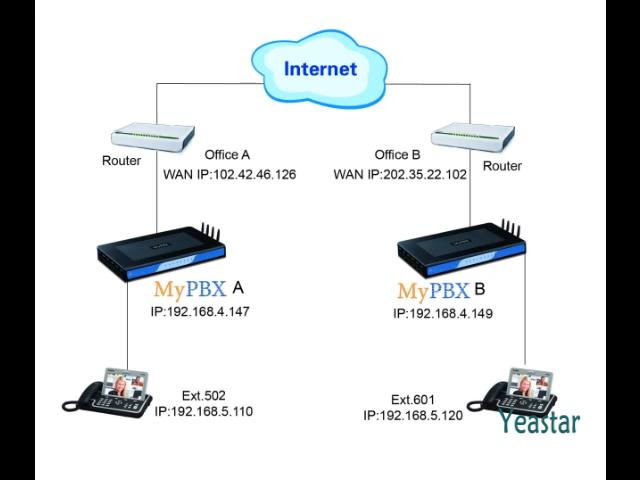 Internet
Router
Office A
WAN IP:102.42.46.126
Office B
WAN IP:202.35.22.102
Router
MyPBX A
IP:192.168.4.147
MyPBX B
IP:192.168.4.149
Ext.502
IP:192.168.5.110
Ext.601
IP:192.168.5.120
Yeastar